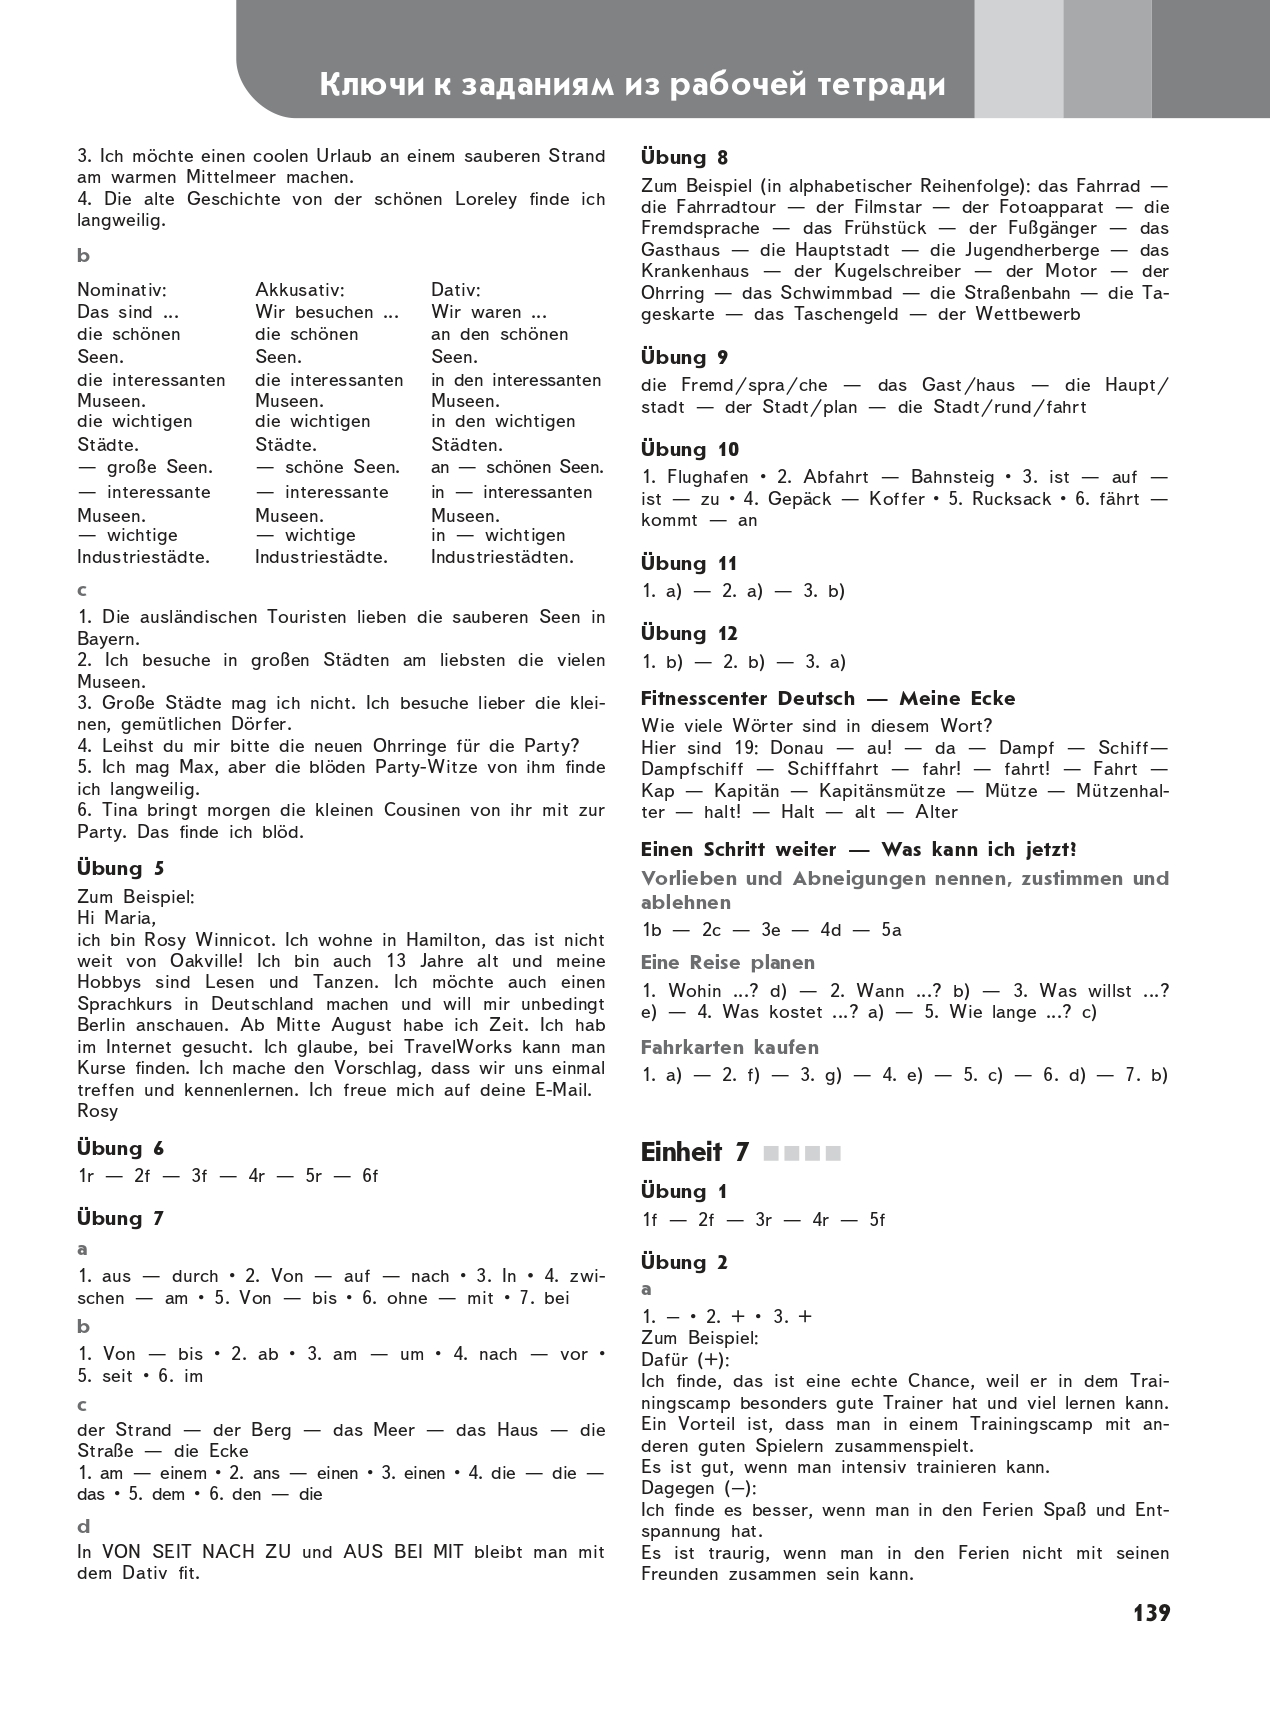 Ключи к заданиям из рабочей тетради
3. Ich möchte einen coolen Urlaub an einem sauberen Strand
am warmen Mittelmeer machen.
4. Die alte Geschichte von der schönen Loreley finde ich
langweilig.
b
Nominativ: Akkusativ: Dativ:
Das sind ... Wir besuchen ... Wir waren ...
die schönen die schönen an den schönen
Seen. Seen. Seen.
die interessanten die interessanten in den interessanten
Museen. Museen. Museen.
die wichtigen die wichtigen in den wichtigen
Städte. Städte. Städten.
— große Seen. — schöne Seen. an — schönen Seen.
— interessante — interessante in — interessanten
Museen. Museen. Museen.
— wichtige — wichtige in — wichtigen
Industriestädte. Industriestädte. Industriestädten.
c
1. Die ausländischen Touristen lieben die sauberen Seen in
Bayern.
2. Ich besuche in großen Städten am liebsten die vielen
Museen.
3. Große Städte mag ich nicht. Ich besuche lieber die klei-
nen, gemütlichen Dörfer.
4. Leihst du mir bitte die neuen Ohrringe für die Party?
5. Ich mag Max, aber die blöden Party-Witze von ihm finde
ich langweilig.
6. Tina bringt morgen die kleinen Cousinen von ihr mit zur
Party. Das finde ich blöd.
Übung 5
Zum Beispiel:
Hi Maria,
ich bin Rosy Winnicot. Ich wohne in Hamilton, das ist nicht
weit von Oakville! Ich bin auch 13 Jahre alt und meine
Hobbys sind Lesen und Tanzen. Ich möchte auch einen
Sprachkurs in Deutschland machen und will mir unbedingt
Berlin anschauen. Ab Mitte August habe ich Zeit. Ich hab
im Internet gesucht. Ich glaube, bei TravelWorks kann man
Kurse finden. Ich mache den Vorschlag, dass wir uns einmal
treffen und kennenlernen. Ich freue mich auf deine E-Mail.
Rosy
Übung 6
1r — 2f — 3f — 4r — 5r — 6f
Übung 7
a
1. aus — durch • 2. Von — auf — nach • 3. In • 4. zwi-
schen — am • 5. Von — bis • 6. ohne — mit • 7. bei
b
1. Von — bis • 2. ab • 3. am — um • 4. nach — vor •
5. seit • 6. im
c
der Strand — der Berg — das Meer — das Haus — die
Straße — die Ecke
1. am — einem • 2. ans — einen • 3. einen • 4. die — die —
das • 5. dem • 6. den — die
d
In VON SEIT NACH ZU und AUS BEI MIT bleibt man mit
dem Dativ fit.
Übung 8
Zum Beispiel (in alphabetischer Reihenfolge): das Fahrrad —
die Fahrradtour — der Filmstar — der Fotoapparat — die
Fremdsprache — das Frühstück — der Fußgänger — das
Gasthaus — die Hauptstadt — die Jugendherberge — das
Krankenhaus — der Kugelschreiber — der Motor — der
Ohrring — das Schwimmbad — die Straßenbahn — die Ta-
geskarte — das Taschengeld — der Wettbewerb
Übung 9
die Fremd/spra/che — das Gast/haus — die Haupt/
stadt — der Stadt/plan — die Stadt/rund/fahrt
Übung 10
1. Flughafen • 2. Abfahrt — Bahnsteig • 3. ist — auf —
ist — zu • 4. Gepäck — Koffer • 5. Rucksack • 6. fährt —
kommt — an
Übung 11
1. a) — 2. a) — 3. b)
Übung 12
1. b) — 2. b) — 3. a)
Fitnesscenter Deutsch — Meine Ecke
Wie viele Wörter sind in diesem Wort?
Hier sind 19: Donau — au! — da — Dampf — Schiff—
Dampfschiff — Schifffahrt — fahr! — fahrt! — Fahrt —
Kap — Kapitän — Kapitänsmütze — Mütze — Mützenhal-
ter — halt! — Halt — alt — Alter
Einen Schritt weiter — Was kann ich jetzt?
Vorlieben und Abneigungen nennen, zustimmen und
ablehnen
1b — 2c — 3e — 4d — 5a
Eine Reise planen
1. Wohin ...? d) — 2. Wann ...? b) — 3. Was willst ...?
e) — 4. Was kostet ...? a) — 5. Wie lange ...? c)
Fahrkarten kaufen
1. a) — 2. f) — 3. g) — 4. e) — 5. c) — 6. d) — 7. b)
Einheit 7
Übung 1
1f — 2f — 3r — 4r — 5f
Übung 2
a
1. — • 2. + • 3. +
Zum Beispiel:
Dafür (+):
Ich finde, das ist eine echte Chance, weil er in dem Trai-
ningscamp besonders gute Trainer hat und viel lernen kann.
Ein Vorteil ist, dass man in einem Trainingscamp mit an-
deren guten Spielern zusammenspielt.
Es ist gut, wenn man intensiv trainieren kann.
Dagegen (—):
Ich finde es besser, wenn man in den Ferien Spaß und Ent-
spannung hat.
Es ist traurig, wenn man in den Ferien nicht mit seinen
Freunden zusammen sein kann.
139